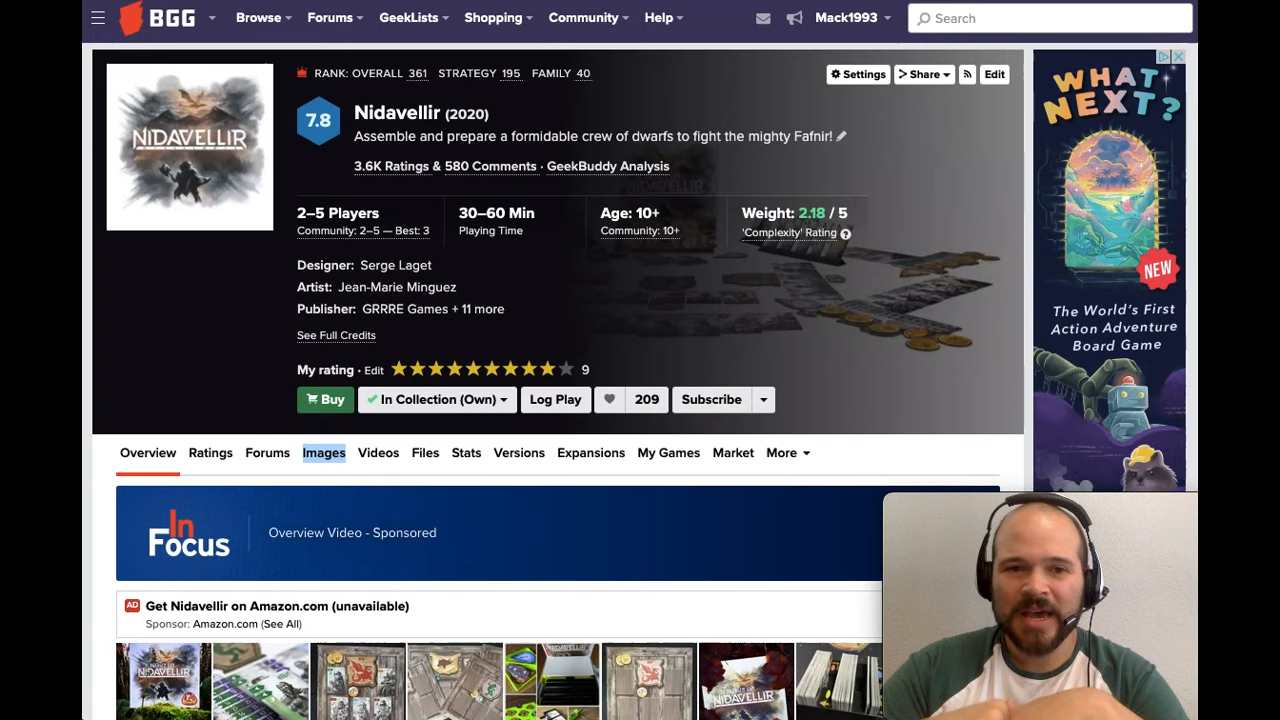 BGG
Browse Forums GeekLists Shopping Community Help Mack1993 Search
NIDAVELLIR
RANK: OVERALL 361 STRATEGY 195 FAMILY 40
Settings Share Edit
7.8
Nidavellir (2020)
Assemble and prepare a formidable crew of dwarfs to fight the mighty Fafnir!
3.6K Ratings & 580 Comments · GeekBuddy Analysis
2–5 Players 30–60 Min Age: 10+ Weight: 2.18 / 5
Community: 2–5 — Best: 3 Playing Time Community: 10+ 'Complexity' Rating
Designer: Serge Laget
Artist: Jean-Marie Minguez
Publisher: GRRRE Games + 11 more
See Full Credits
My rating · Edit 9
Buy In Collection (Own) Log Play 209 Subscribe
Overview Ratings Forums Images Videos Files Stats Versions Expansions My Games Market More
In
Focus
Overview Video - Sponsored
AD Get Nidavellir on Amazon.com (unavailable)
Sponsor: Amazon.com (See All)
NIDAVELLIR
NIDAVELLIR
WHAT
NEXT?
NEW
The World's First
Action Adventure
Board Game